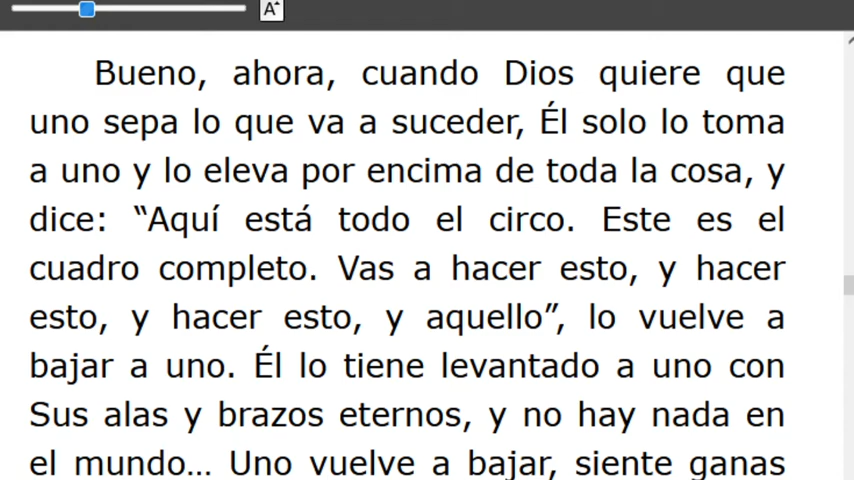 A
Bueno, ahora, cuando Dios quiere que
uno sepa lo que va a suceder, Él solo lo toma
a uno y lo eleva por encima de toda la cosa, y
dice: “Aquí está todo el circo. Este es el
cuadro completo. Vas a hacer esto, y hacer
esto, y hacer esto, y aquello”, lo vuelve a
bajar a uno. Él lo tiene levantado a uno con
Sus alas y brazos eternos, y no hay nada en
el mundo... Uno vuelve a bajar, siente ganas